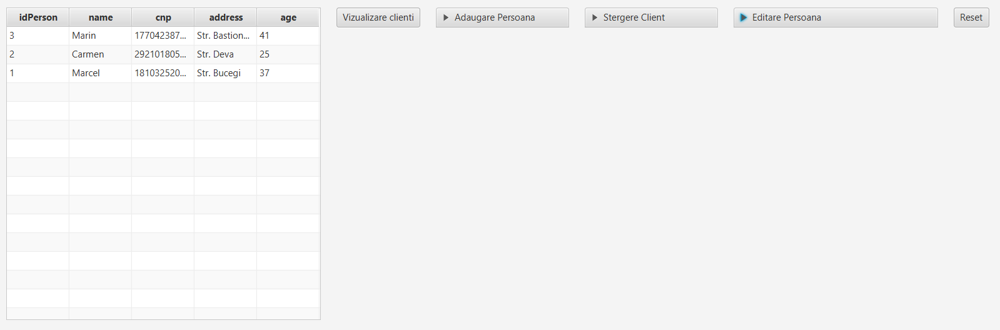 idPerson name cnp address age Vizualizare clienti Adaugare Persoana Stergere Client Editare Persoana Reset
3 Marin 177042387... Str. Bastion... 41
2 Carmen 292101805... Str. Deva 25
1 Marcel 181032520... Str. Bucegi 37